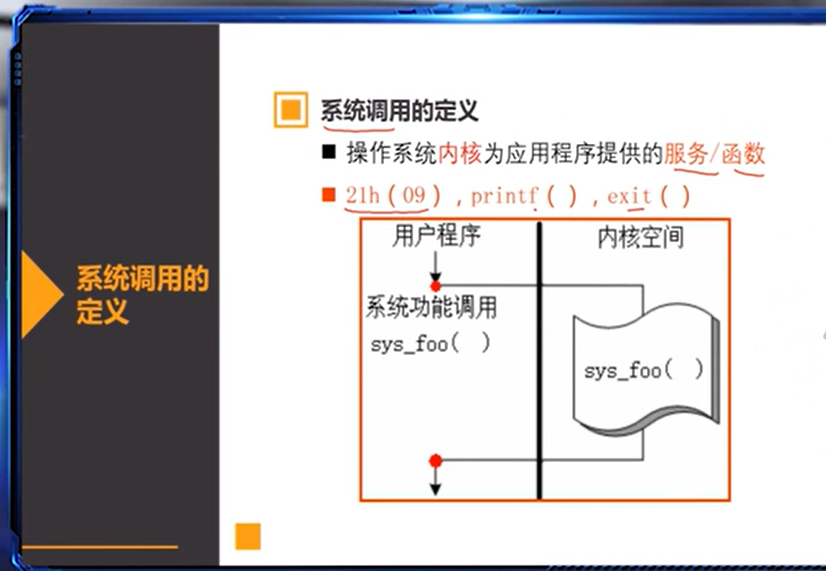 系统调用的定义
操作系统内核为应用程序提供的服务/函数
21h(09),printf(),exit()
用户程序
内核空间
系统功能调用
sys_foo( )
sys_foo( )
系统调用的
定义